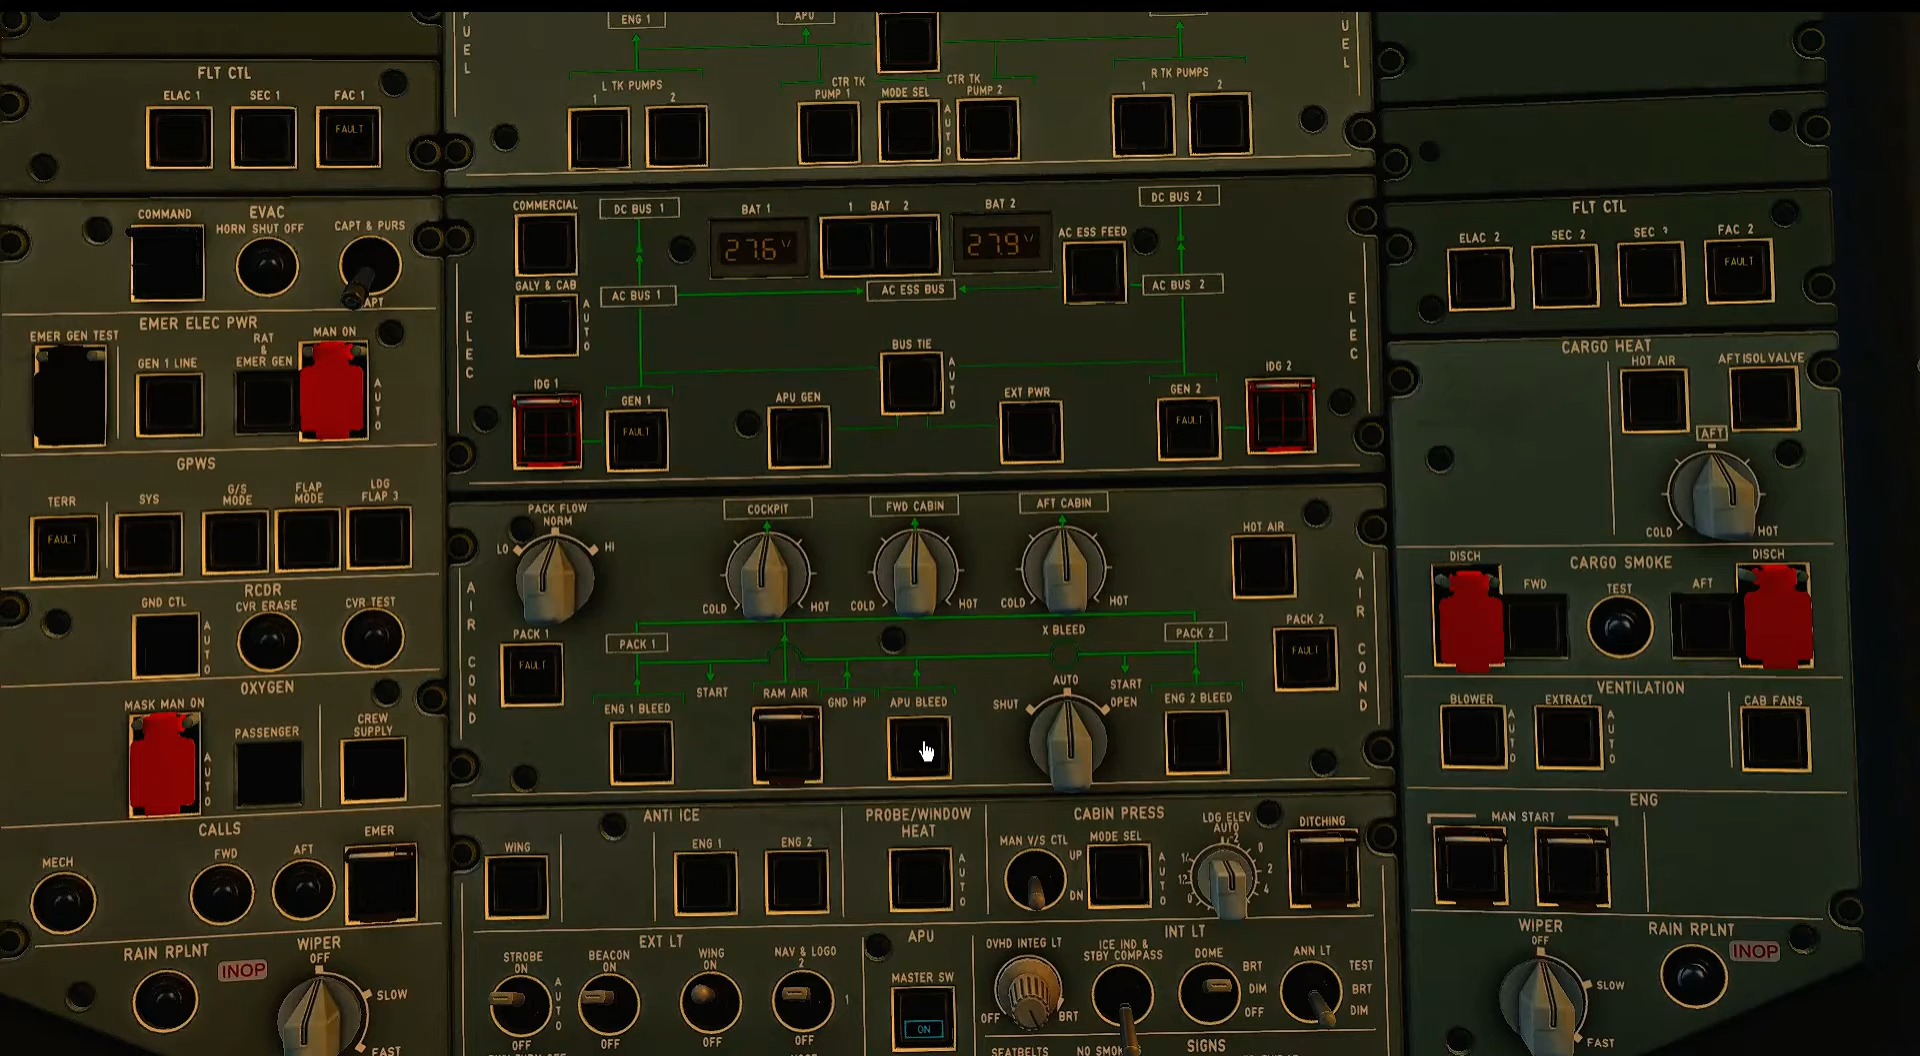 FUEL
ENG 1
APU
FUEL
L TK PUMPS
1
2
CTR TK
PUMP 1
MODE SEL
CTR TK
PUMP 2
AUTO
R TK PUMPS
1
2
FLT CTL
ELAC 1
SEC 1
FAC 1
FAULT
EVAC
COMMAND
HORN SHUT OFF
CAPT & PURS
APT
EMER ELEC PWR
EMER GEN TEST
GEN 1 LINE
RAT
&
EMER GEN
MAN ON
AUTO
GPWS
TERR
SYS
G/S
MODE
FLAP
MODE
LDG
FLAP 3
FAULT
RCDR
GND CTL
AUTO
CVR ERASE
CVR TEST
OXYGEN
MASK MAN ON
AUTO
PASSENGER
CREW
SUPPLY
CALLS
MECH
FWD
AFT
EMER
RAIN RPLNT
INOP
WIPER
OFF
SLOW
FAST
ELEC
COMMERCIAL
DC BUS 1
BAT 1
27.6 V
1 BAT 2
BAT 2
27.9 V
AC ESS FEED
DC BUS 2
GALY & CAB
AUTO
AC BUS 1
AC ESS BUS
AC BUS 2
BUS TIE
AUTO
IDG 1
GEN 1
FAULT
APU GEN
EXT PWR
GEN 2
FAULT
IDG 2
ELEC
AIR COND
PACK FLOW
NORM
LO
HI
COCKPIT
COLD
HOT
FWD CABIN
COLD
HOT
AFT CABIN
COLD
HOT
HOT AIR
PACK 1
FAULT
PACK 1
X BLEED
PACK 2
PACK 2
FAULT
START
RAM AIR
GND HP
APU BLEED
AUTO
SHUT
OPEN
START
ENG 1 BLEED
ENG 2 BLEED
AIR COND
ANTI ICE
WING
ENG 1
ENG 2
PROBE/WINDOW
HEAT
AUTO
CABIN PRESS
MAN V/S CTL
UP
DN
MODE SEL
AUTO
LDG ELEV
AUTO
-2
0
2
4
DITCHING
EXT LT
STROBE
ON
AUTO
OFF
BEACON
ON
OFF
WING
ON
OFF
NAV & LOGO
2
1
OFF
APU
MASTER SW
ON
INT LT
OVHD INTEG LT
OFF
BRT
ICE IND &
STBY COMPASS
DOME
BRT
DIM
OFF
ANN LT
TEST
BRT
DIM
SEATBELTS
SIGNS
FLT CTL
ELAC 2
SEC 2
SEC
FAC 2
FAULT
CARGO HEAT
HOT AIR
AFT ISOL VALVE
AFT
COLD
HOT
CARGO SMOKE
DISCH
FWD
TEST
AFT
DISCH
VENTILATION
BLOWER
AUTO
EXTRACT
AUTO
CAB FANS
ENG
MAN START
WIPER
OFF
SLOW
FAST
RAIN RPLNT
INOP